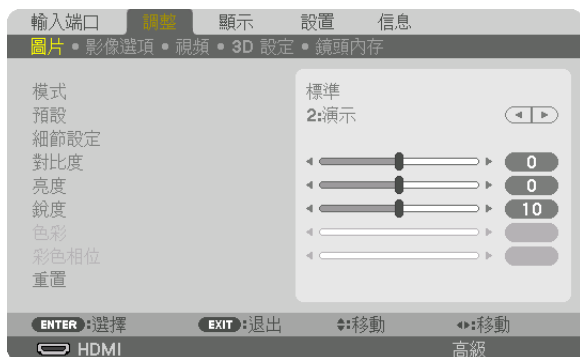 輸入端口 調整 顯示 設置 信息
圖片 • 影像選項 • 視頻 • 3D 設定 • 鏡頭內存
模式 標準
預設 2:演示
細節設定
對比度 0
亮度 0
銳度 10
色彩
彩色相位
重置
ENTER:選擇 EXIT:退出 :移動 :移動
HDMI 高級